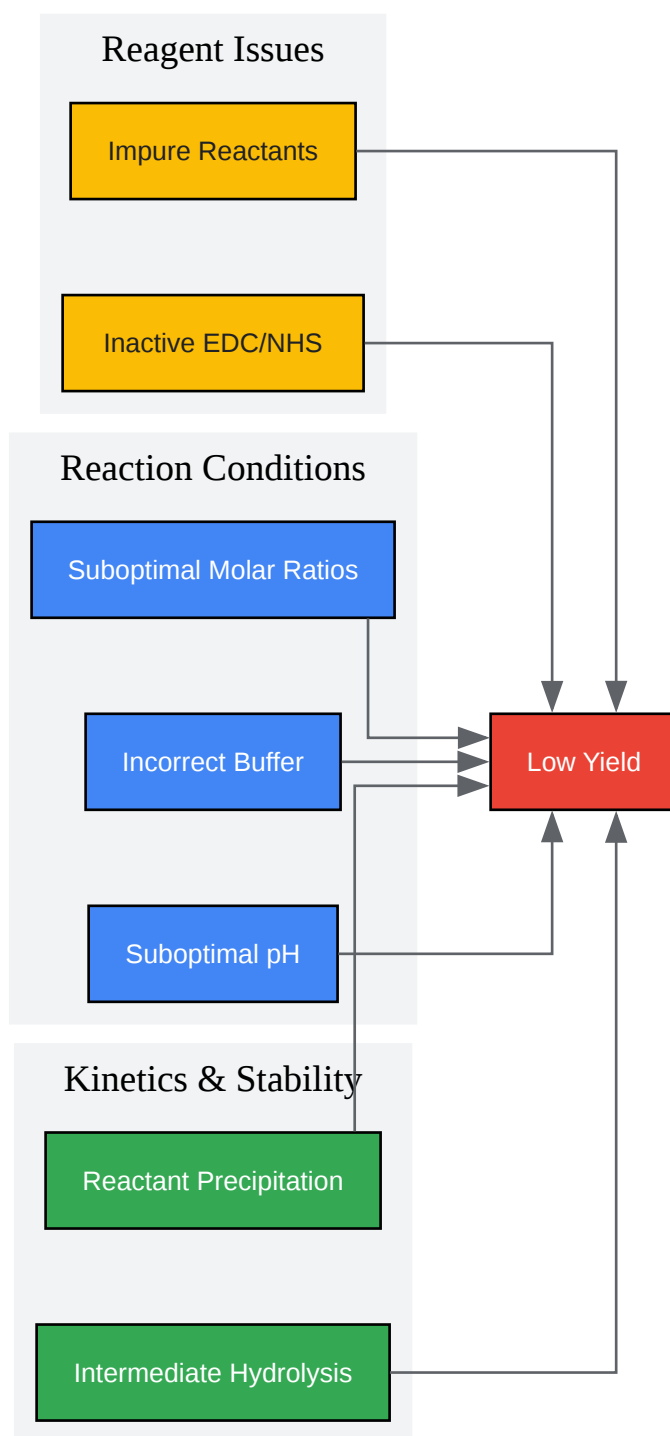 Reagent Issues
Impure Reactants
Inactive EDC/NHS
Reaction Conditions
Suboptimal Molar Ratios
Incorrect Buffer
Low Yield
Suboptimal pH
Kinetics & Stability
Reactant Precipitation
Intermediate Hydrolysis